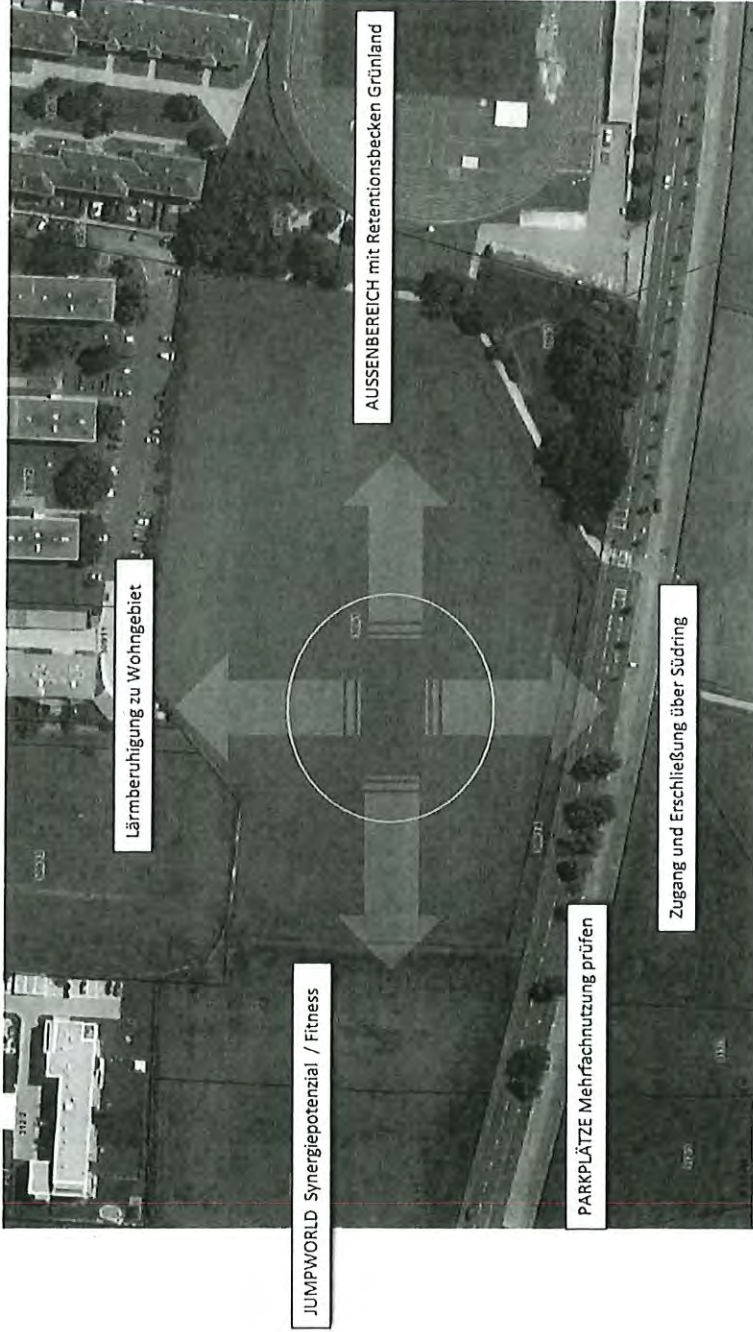 AUSSENBEREICH mit Retentionsbecken Grünland
Lärmberuhigung zu Wohngebiet
JUMPWORLD Synergiepotenzial / Fitness
Zugang und Erschließung über Südring
PARKPLÄTZE Mehrfachnutzung prüfen